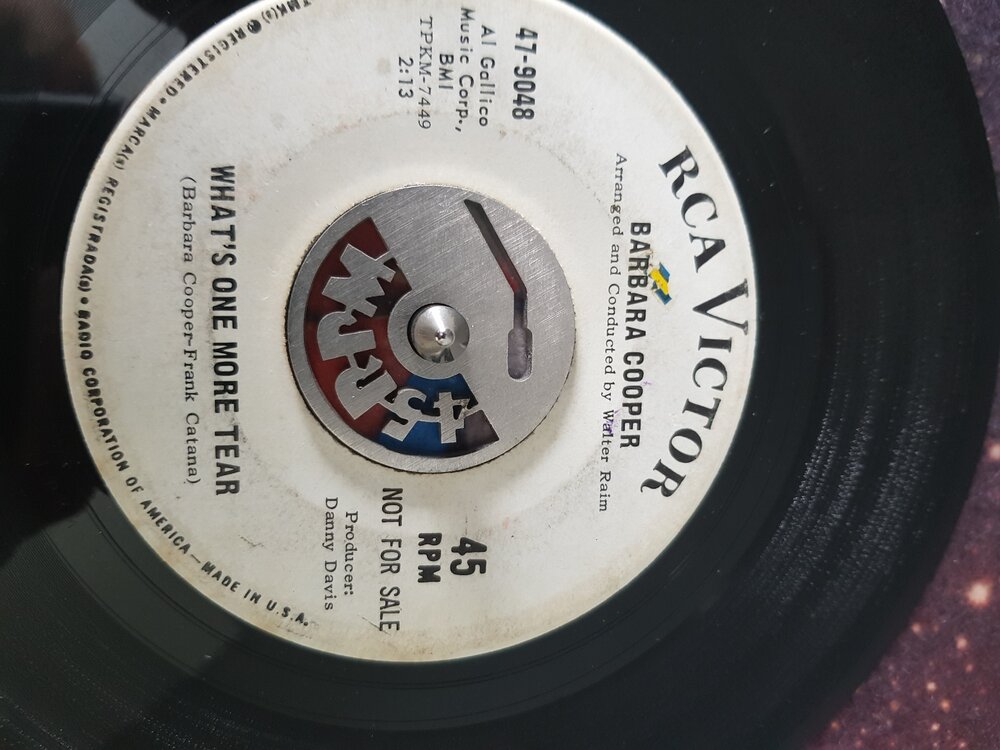 RCA VICTOR
BARBARA COOPER
Arranged and Conducted by Walter Raim
47-9048
Al Gallico
Music Corp.,
BMI
TPKM-7449
2:13
45
RPM
NOT FOR SALE
Producer:
Danny Davis
WHAT'S ONE MORE TEAR
(Barbara Cooper-Frank Catana)
TMK(s) ® REGISTERED • MARCA(s) REGISTRADA(s) • RADIO CORPORATION OF AMERICA—MADE IN U.S.A.